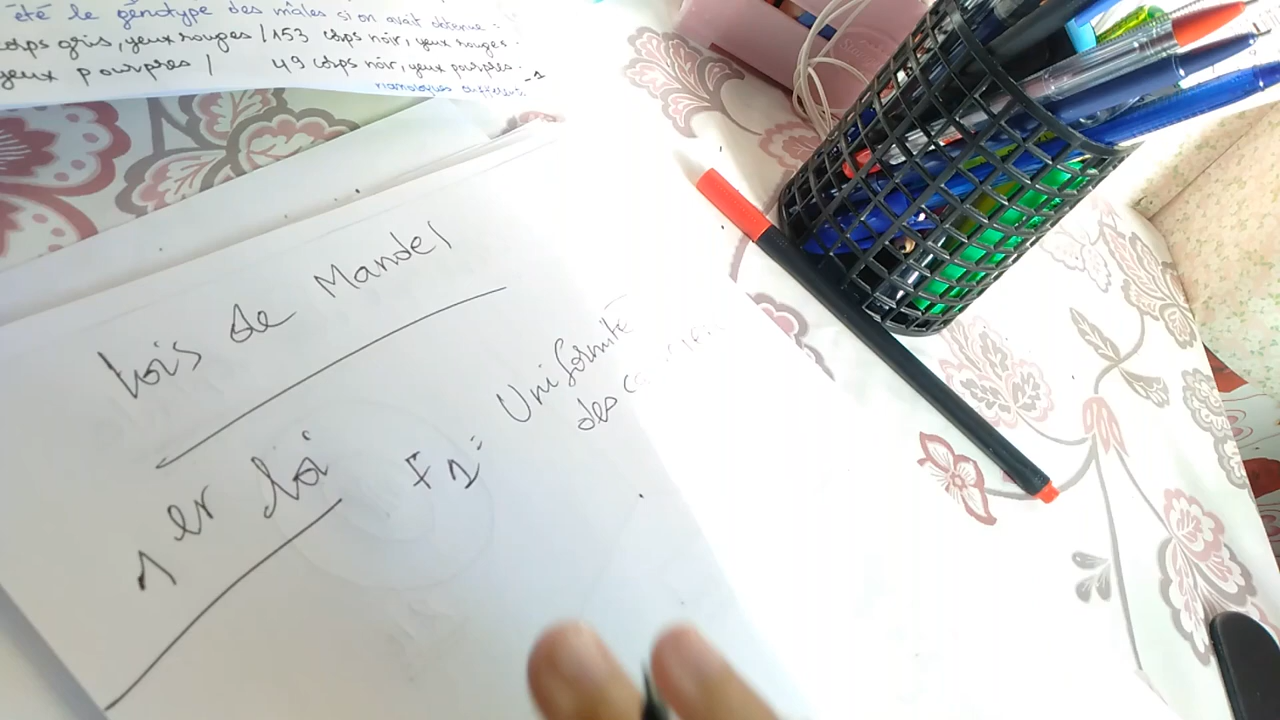 été le génotype des mâles si on avait obtenue :
corps gris, yeux rouges / 153 corps noir, yeux rouges.
yeux pourpres / 49 corps noir, yeux pourpres.
Lois de Mandel
1er loi
F1 = Uniformité
des